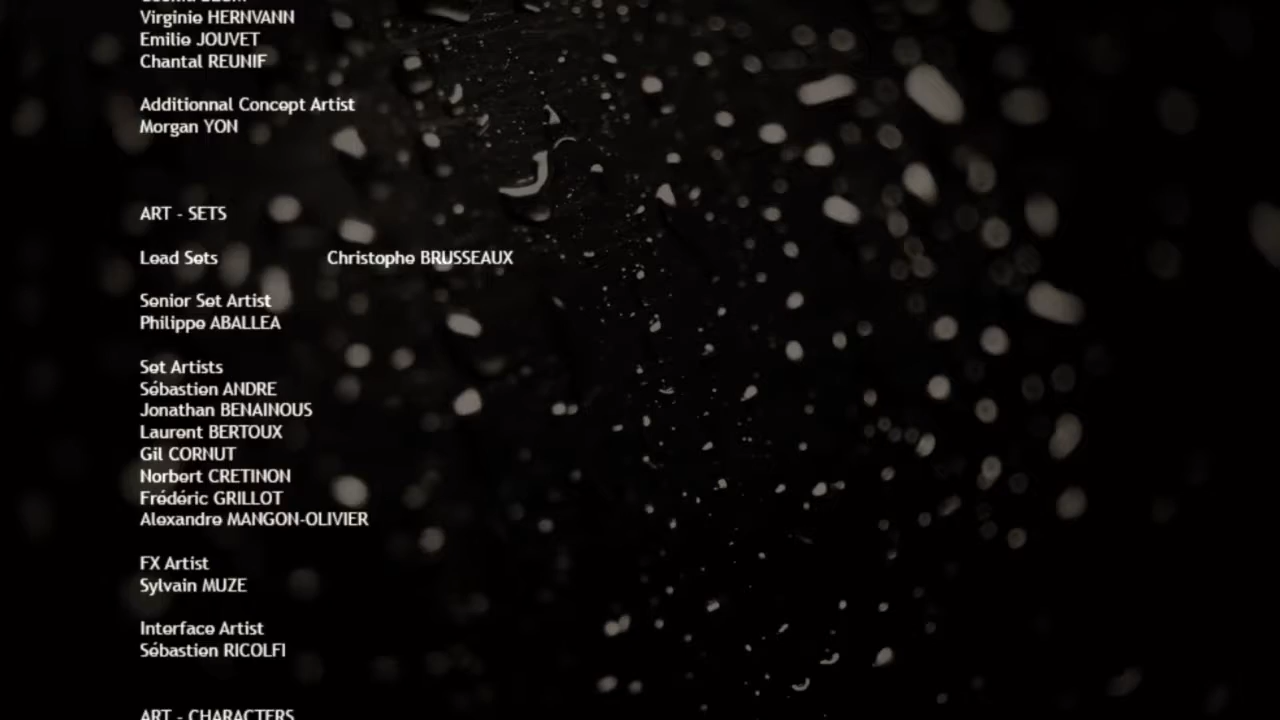 Virginie HERNVANN
Emilie JOUVET
Chantal REUNIF
Additionnal Concept Artist
Morgan YON
ART - SETS
Lead Sets Christophe BRUSSEAUX
Senior Set Artist
Philippe ABALLEA
Set Artists
Sébastien ANDRE
Jonathan BENAINOUS
Laurent BERTOUX
Gil CORNUT
Norbert CRETINON
Frédéric GRILLOT
Alexandre MANGON-OLIVIER
FX Artist
Sylvain MUZE
Interface Artist
Sébastien RICOLFI
ART - CHARACTERS